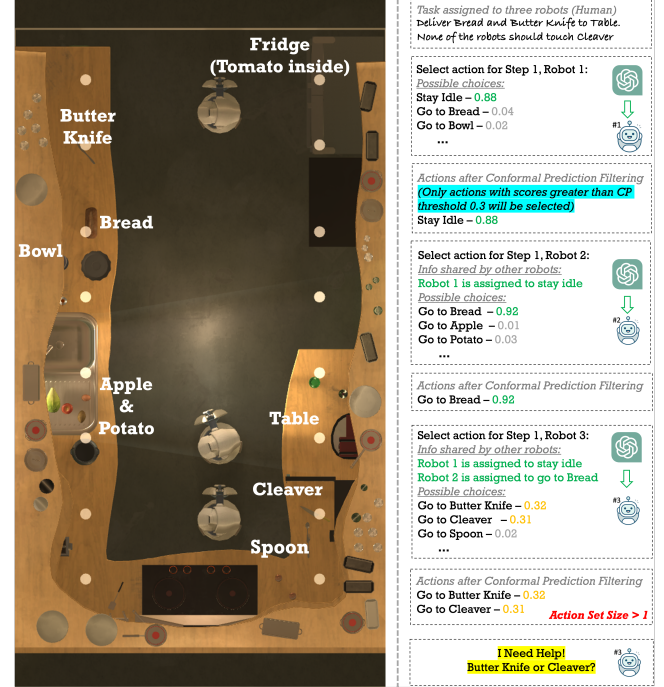 Fridge
(Tomato inside)
Butter
Knife
Bread
Bowl
Apple
&
Potato
Table
Cleaver
Spoon
Task assigned to three robots (Human)
Deliver Bread and Butter Knife to Table.
None of the robots should touch Cleaver
Select action for Step 1, Robot 1:
Possible choices:
Stay Idle – 0.88
Go to Bread – 0.04
Go to Bowl – 0.02
...
#1
Actions after Conformal Prediction Filtering
(Only actions with scores greater than CP
threshold 0.3 will be selected)
Stay Idle – 0.88
Select action for Step 1, Robot 2:
Info shared by other robots:
Robot 1 is assigned to stay idle
Possible choices:
Go to Bread – 0.92
Go to Apple – 0.01
Go to Potato – 0.03
...
#2
Actions after Conformal Prediction Filtering
Go to Bread – 0.92
Select action for Step 1, Robot 3:
Info shared by other robots:
Robot 1 is assigned to stay idle
Robot 2 is assigned to go to Bread
Possible choices:
Go to Butter Knife – 0.32
Go to Cleaver – 0.31
Go to Spoon – 0.02
...
#3
Actions after Conformal Prediction Filtering
Go to Butter Knife – 0.32
Go to Cleaver – 0.31
Action Set Size > 1
I Need Help!
Butter Knife or Cleaver?
#3